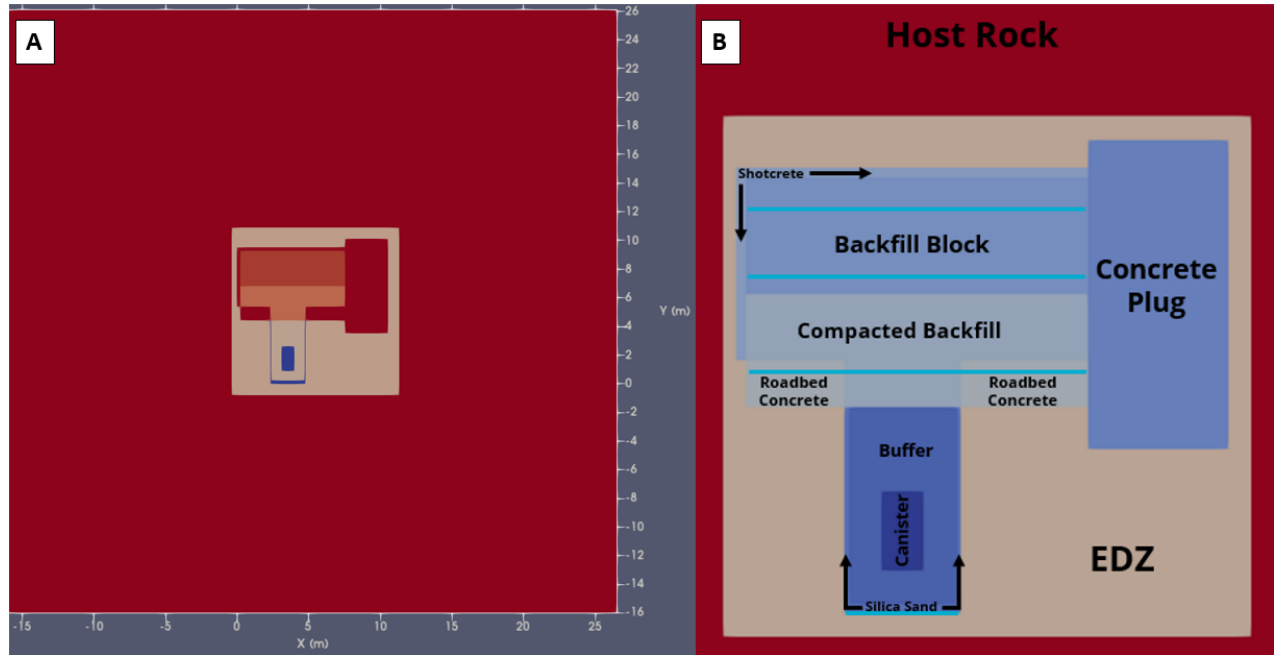 A
26
24
22
20
18
16
14
12
10
8
6
4
2
0
-2
-4
-6
-8
-10
-12
-14
-16
Y (m)
-15
-10
-5
0
5
10
15
20
25
X (m)
B
Host Rock
Shotcrete
Backfill Block
Concrete
Plug
Compacted Backfill
Roadbed
Concrete
Roadbed
Concrete
Buffer
Canister
EDZ
Silica Sand